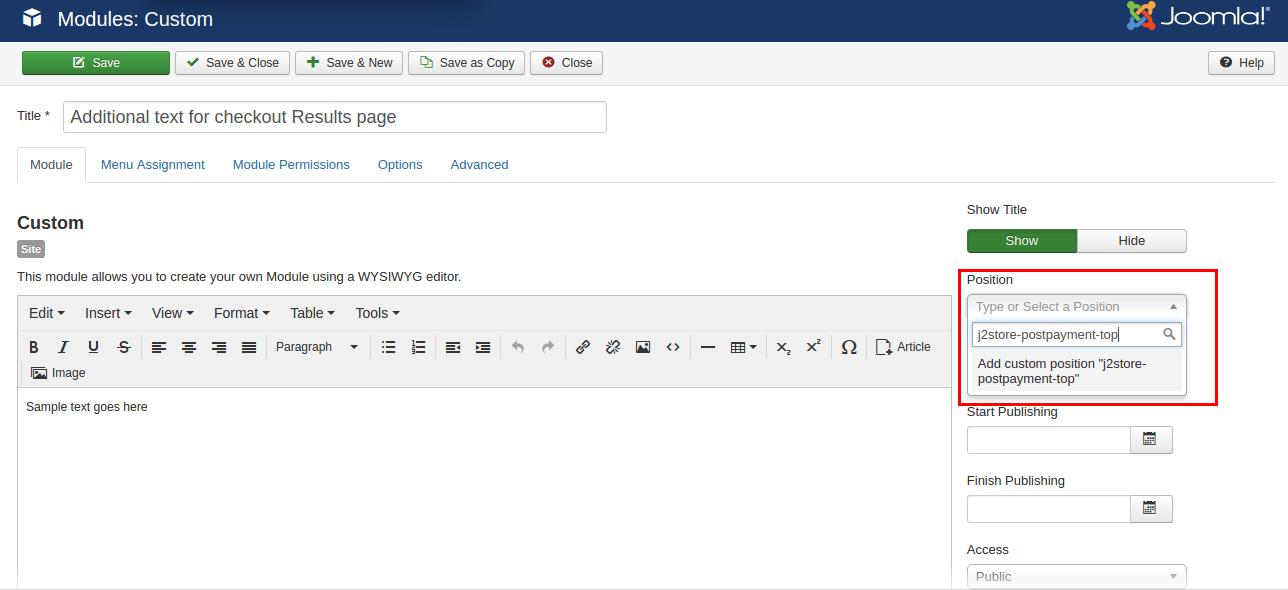 Modules: Custom
Joomla!®
Save
Save & Close
Save & New
Save as Copy
Close
Help
Title *
Additional text for checkout Results page
Module
Menu Assignment
Module Permissions
Options
Advanced
Custom
Site
This module allows you to create your own Module using a WYSIWYG editor.
Edit
Insert
View
Format
Table
Tools
B I U S
Paragraph
Article
Image
Sample text goes here
Show Title
Show
Hide
Position
Type or Select a Position
j2store-postpayment-top
Add custom position "j2store-
postpayment-top"
Start Publishing
Finish Publishing
Access
Public